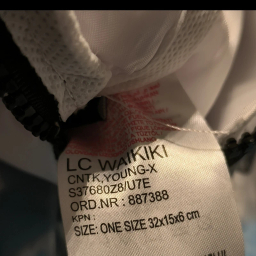 LC WAIKIKI
CNTK,YOUNG-X
S37680Z8/U7E
ORD.NR : 887388
KPN :
SIZE: ONE SIZE 32x15x6 cm